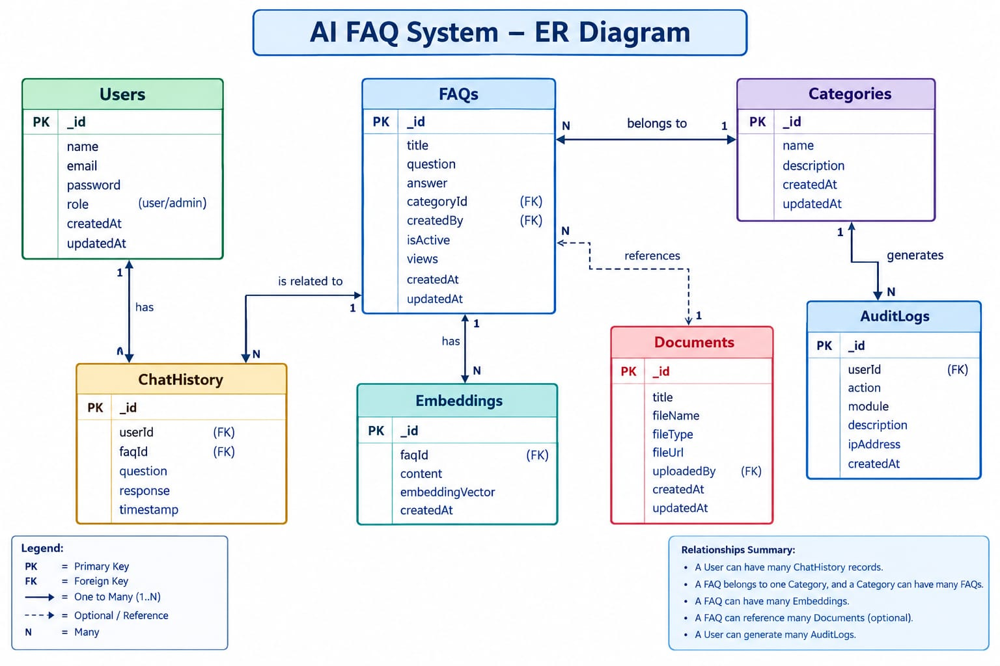 AI FAQ System – ER Diagram
Users
PK _id
name
email
password
role (user/admin)
createdAt
updatedAt
FAQs
PK _id
title
question
answer
categoryId (FK)
createdBy (FK)
isActive
views
createdAt
updatedAt
Categories
PK _id
name
description
createdAt
updatedAt
N belongs to 1
N
references
1
1
generates
N
1
has
is related to
1
N
1
has
N
ChatHistory
PK _id
userId (FK)
faqId (FK)
question
response
timestamp
Embeddings
PK _id
faqId (FK)
content
embeddingVector
createdAt
Documents
PK _id
title
fileName
fileType
fileUrl
uploadedBy (FK)
createdAt
updatedAt
AuditLogs
PK _id
userId (FK)
action
module
description
ipAddress
createdAt
Legend:
PK = Primary Key
FK = Foreign Key
= One to Many (1..N)
= Optional / Reference
N = Many
Relationships Summary:
• A User can have many ChatHistory records.
• A FAQ belongs to one Category, and a Category can have many FAQs.
• A FAQ can have many Embeddings.
• A FAQ can reference many Documents (optional).
• A User can generate many AuditLogs.